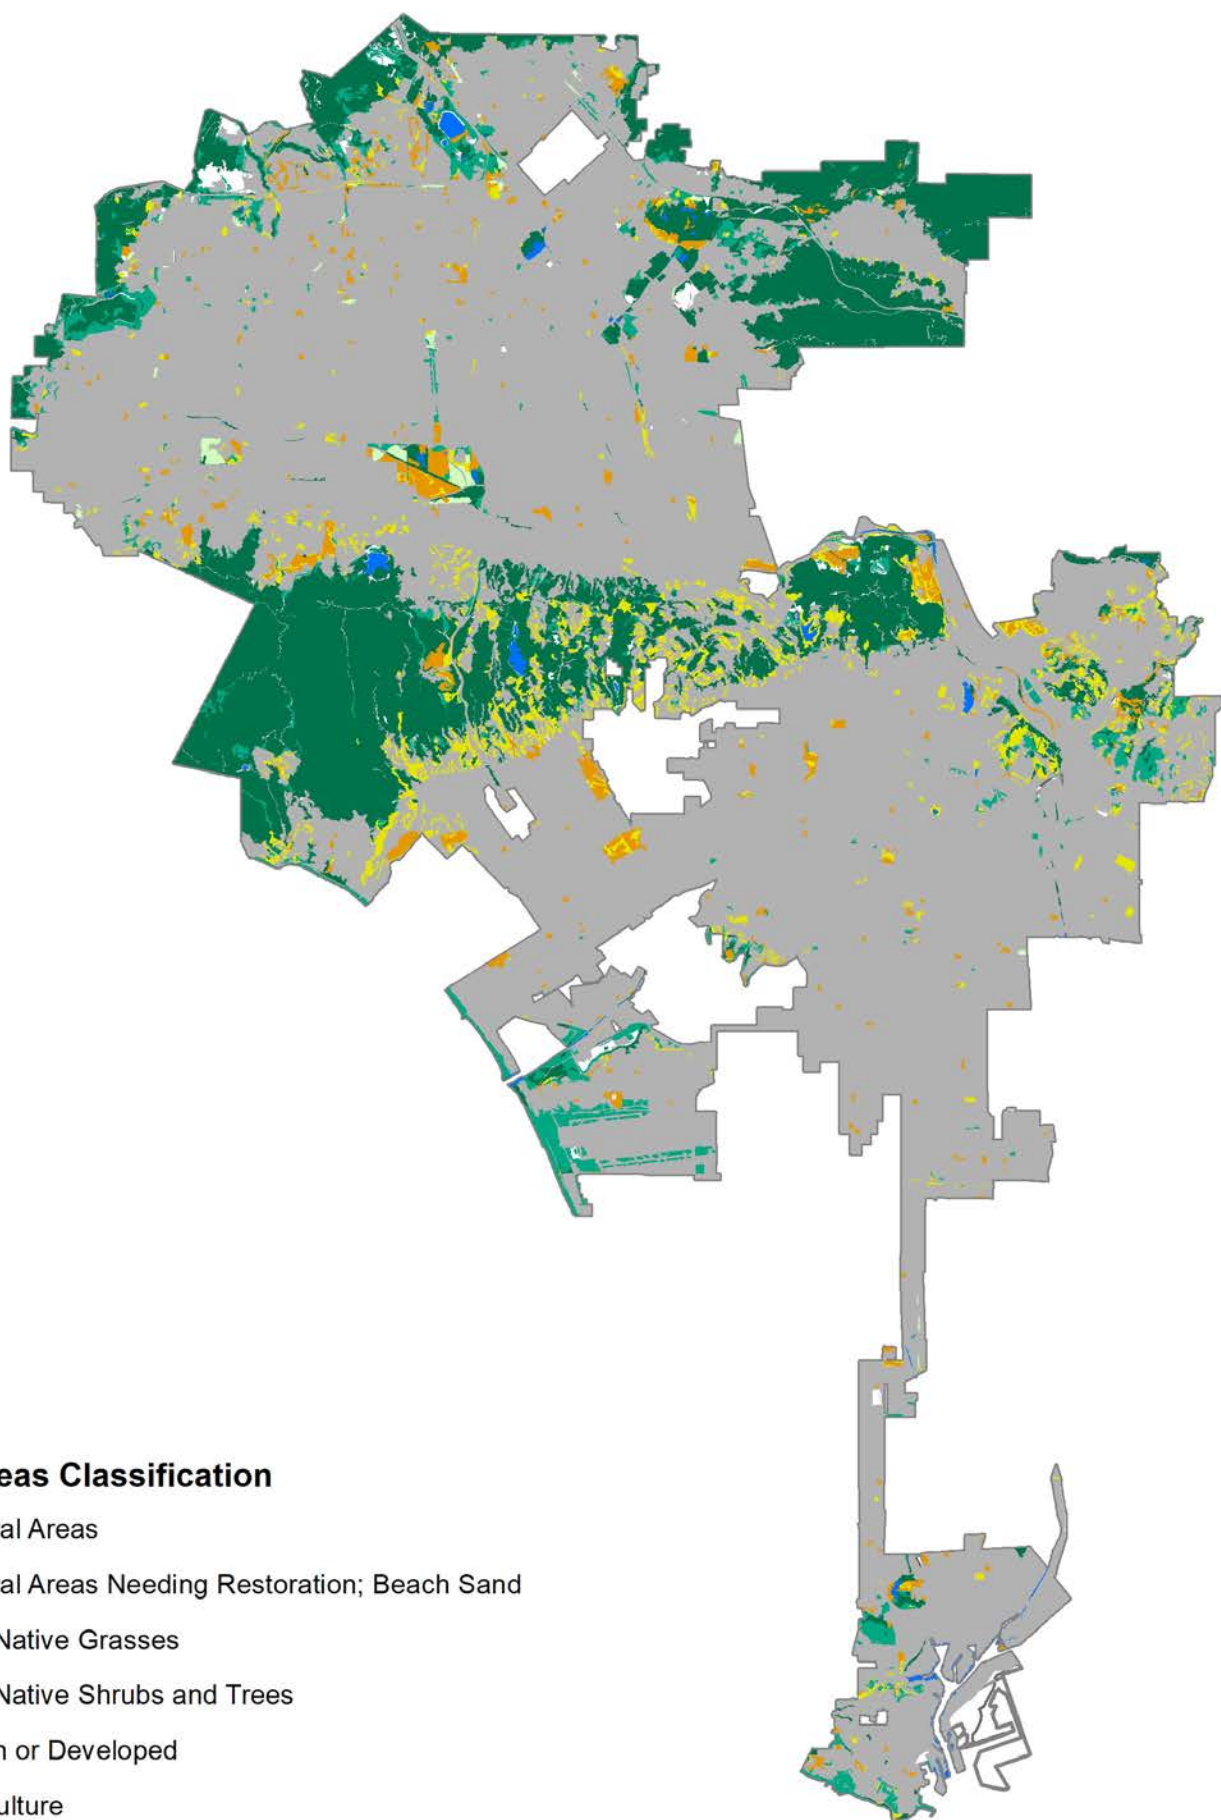 eas Classification
al Areas
al Areas Needing Restoration; Beach Sand
Native Grasses
Native Shrubs and Trees
n or Developed
ulture